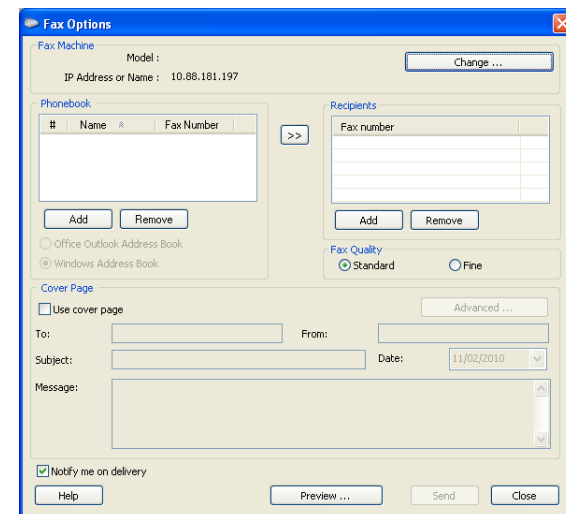 Fax Options
Fax Machine
Model :
Change ...
IP Address or Name : 10.88.181.197
Phonebook
Recipients
# Name Fax Number
Fax number
>>
Add Remove
Add Remove
Office Outlook Address Book
Windows Address Book
Fax Quality
Standard Fine
Cover Page
Use cover page
Advanced ...
To: From:
Subject: Date: 11/02/2010
Message:
Notify me on delivery
Help Preview ... Send Close